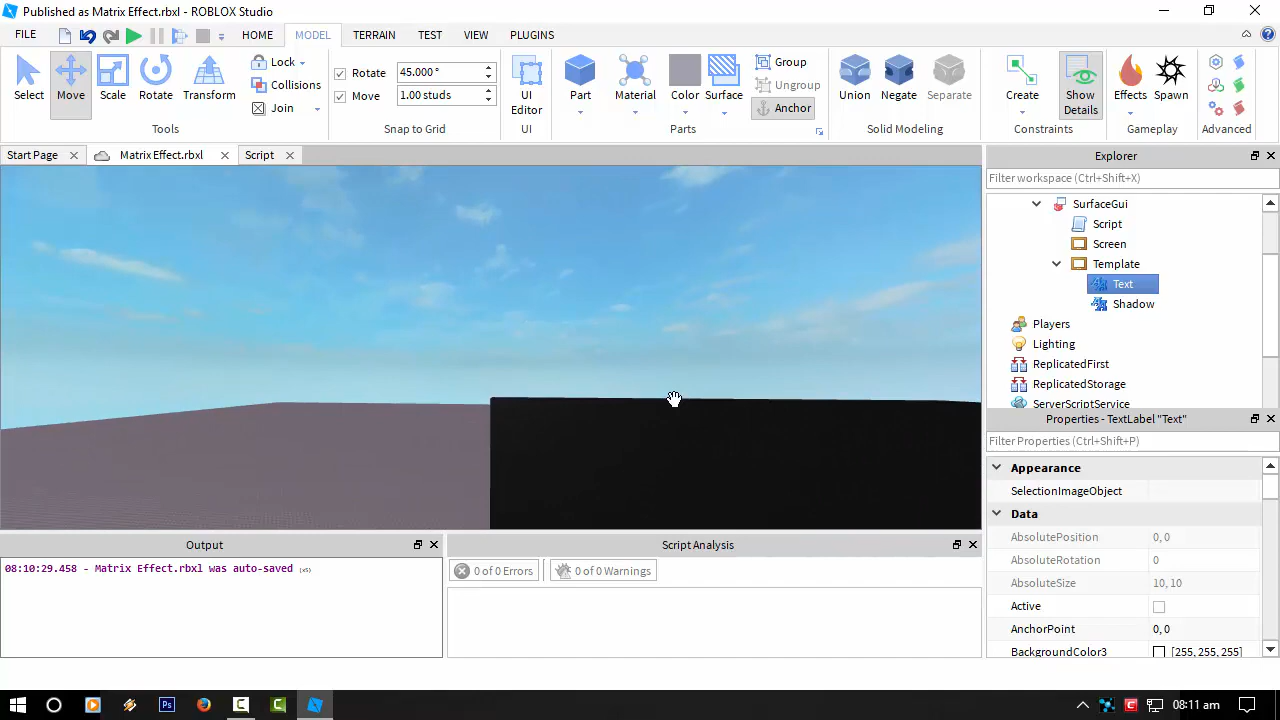 Published as Matrix Effect.rbxl - ROBLOX Studio
FILE HOME MODEL TERRAIN TEST VIEW PLUGINS
Select Move Scale Rotate Transform
Lock
Collisions
Join
Tools
Rotate 45.000 °
Move 1.00 studs
Snap to Grid
UI
Editor
UI
Part Material Color Surface
Group
Ungroup
Anchor
Parts
Union Negate Separate
Solid Modeling
Create Show
Details
Constraints
Effects Spawn
Gameplay
Advanced
Start Page Matrix Effect.rbxl Script
Explorer
Filter workspace (Ctrl+Shift+X)
SurfaceGui
Script
Screen
Template
Text
Shadow
Players
Lighting
ReplicatedFirst
ReplicatedStorage
ServerScriptService
Properties - TextLabel "Text"
Filter Properties (Ctrl+Shift+P)
Appearance
SelectionImageObject
Data
AbsolutePosition 0, 0
AbsoluteRotation 0
AbsoluteSize 10, 10
Active
AnchorPoint 0, 0
BackgroundColor3 [255, 255, 255]
Output
08:10:29.458 - Matrix Effect.rbxl was auto-saved (x5)
Script Analysis
0 of 0 Errors 0 of 0 Warnings
08:11 am